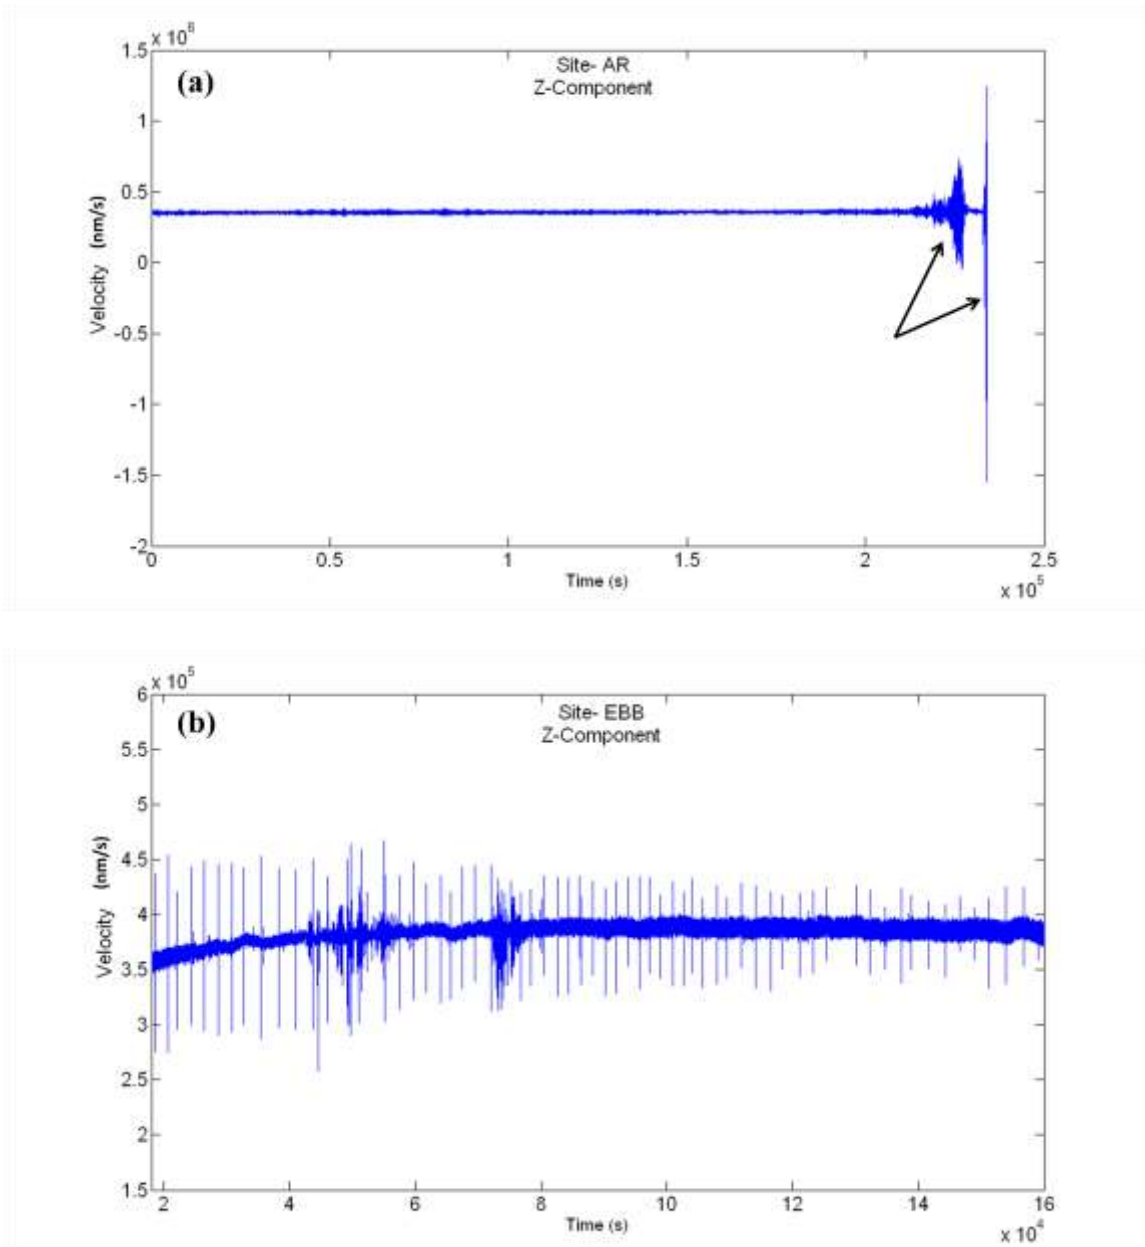 x 10^6
1.5
(a)
Site- AR
Z-Component
1
0.5
0
-0.5
-1
-1.5
-2
Velocity (nm/s)
0 0.5 1 1.5 2 2.5
Time (s)
x 10^5
x 10^5
6
(b)
Site- EBB
Z-Component
5.5
5
4.5
4
3.5
3
2.5
2
1.5
Velocity (nm/s)
2 4 6 8 10 12 14 16
Time (s)
x 10^4